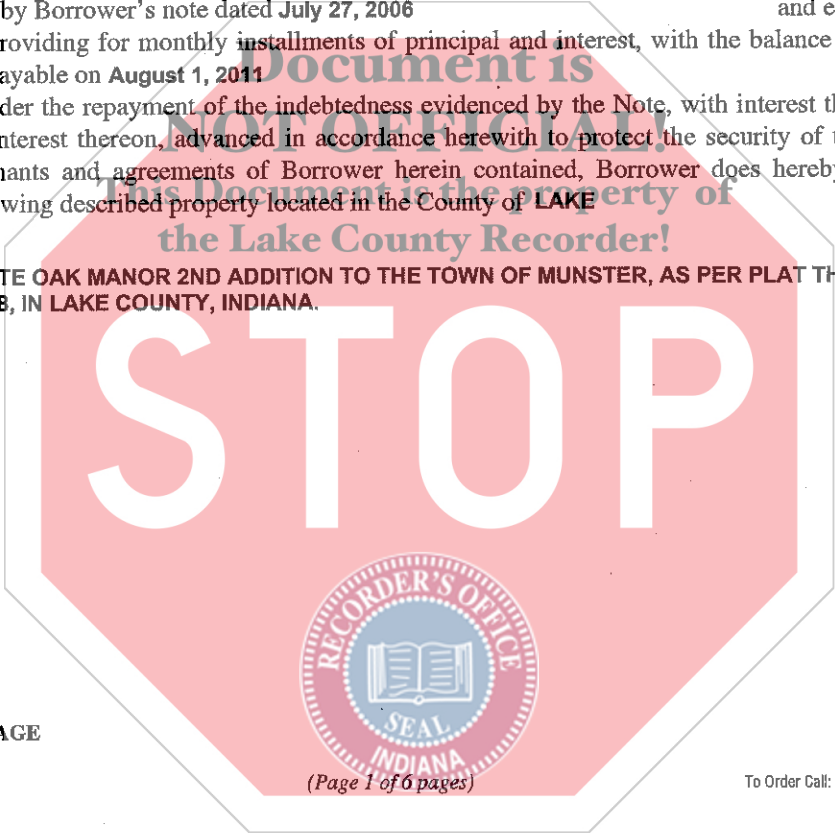 by Borrower's note dated July 27, 2006 and e
roviding for monthly installments of principal and interest, with the balance
ayable on August 1, 2011
Document is
der the repayment of the indebtedness evidenced by the Note, with interest th
NOT OFFICIAL!
nterest thereon, advanced in accordance herewith to protect the security of t
nants and agreements of Borrower herein contained, Borrower does hereby
This Document is the property of
wing described property located in the County of LAKE
the Lake County Recorder!
TE OAK MANOR 2ND ADDITION TO THE TOWN OF MUNSTER, AS PER PLAT TH
8, IN LAKE COUNTY, INDIANA.
STOP
RECORDER'S OFFICE
SEAL
INDIANA
AGE
(Page 1 of 6 pages) To Order Call: